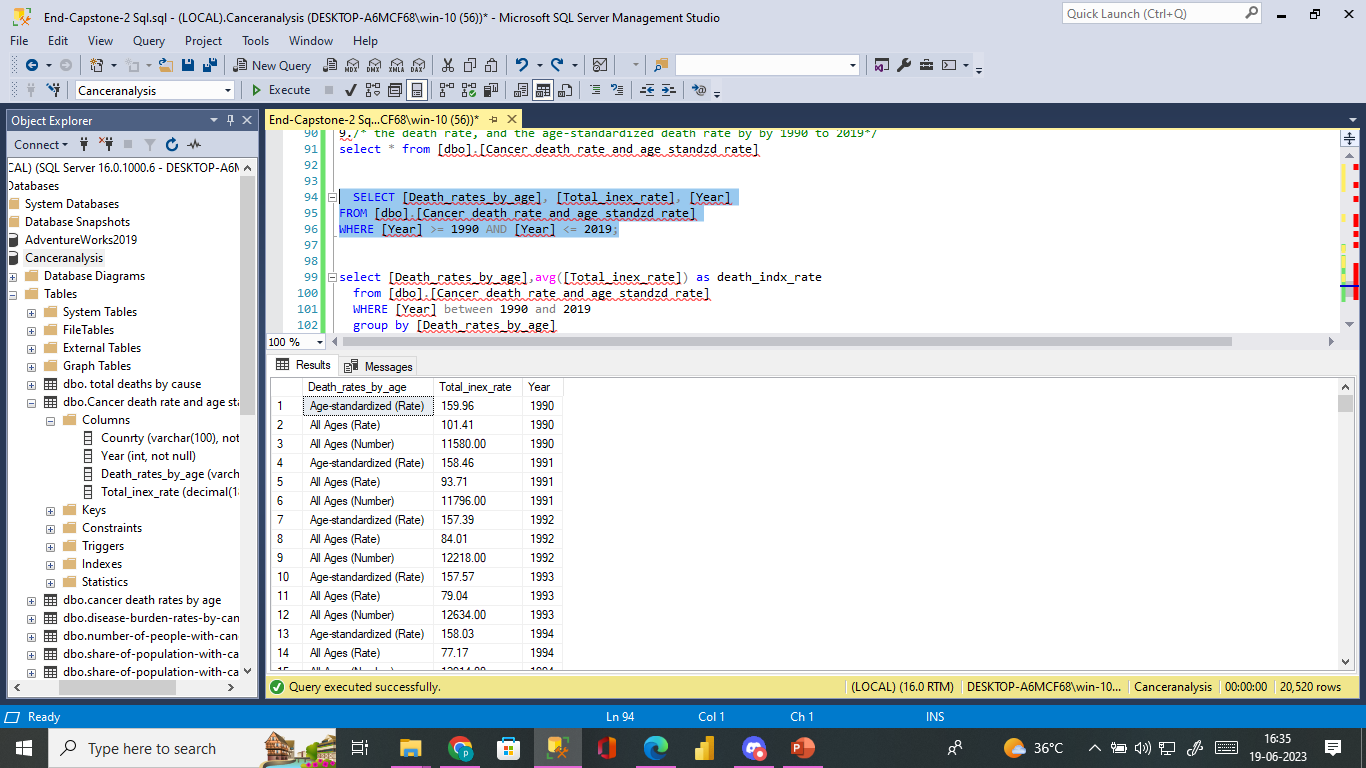 End-Capstone-2 Sql.sql - (LOCAL).Canceranalysis (DESKTOP-A6MCF68\win-10 (56))* - Microsoft SQL Server Management Studio
Quick Launch (Ctrl+Q)
File Edit View Query Project Tools Window Help
New Query MDX DMX XMLA DAX
Canceranalysis Execute
Object Explorer
End-Capstone-2 Sq...CF68\win-10 (56))*
Connect
CAL) (SQL Server 16.0.1000.6 - DESKTOP-A6M
Databases
System Databases
Database Snapshots
AdventureWorks2019
Canceranalysis
Database Diagrams
Tables
System Tables
FileTables
External Tables
Graph Tables
dbo. total deaths by cause
dbo.Cancer death rate and age sta
Columns
Counrty (varchar(100), not
Year (int, not null)
Death_rates_by_age (varch
Total_inex_rate (decimal(18
Keys
Constraints
Triggers
Indexes
Statistics
dbo.cancer death rates by age
dbo.disease-burden-rates-by-can
dbo.number-of-people-with-can
dbo.share-of-population-with-ca
dbo.share-of-population-with-ca
90 9./* the death rate, and the age-standardized death rate by by 1990 to 2019*/
91 select * from [dbo].[Cancer death rate and age standzd rate]
92
93
94 SELECT [Death_rates_by_age], [Total_inex_rate], [Year]
95 FROM [dbo].[Cancer death rate and age standzd rate]
96 WHERE [Year] >= 1990 AND [Year] <= 2019;
97
98
99 select [Death_rates_by_age],avg([Total_inex_rate]) as death_indx_rate
100 from [dbo].[Cancer death rate and age standzd rate]
101 WHERE [Year] between 1990 and 2019
102 group by [Death_rates_by_age]
100 %
Results Messages
Death_rates_by_age Total_inex_rate Year
1 Age-standardized (Rate) 159.96 1990
2 All Ages (Rate) 101.41 1990
3 All Ages (Number) 11580.00 1990
4 Age-standardized (Rate) 158.46 1991
5 All Ages (Rate) 93.71 1991
6 All Ages (Number) 11796.00 1991
7 Age-standardized (Rate) 157.39 1992
8 All Ages (Rate) 84.01 1992
9 All Ages (Number) 12218.00 1992
10 Age-standardized (Rate) 157.57 1993
11 All Ages (Rate) 79.04 1993
12 All Ages (Number) 12634.00 1993
13 Age-standardized (Rate) 158.03 1994
14 All Ages (Rate) 77.17 1994
Query executed successfully. (LOCAL) (16.0 RTM) DESKTOP-A6MCF68\win-10... Canceranalysis 00:00:00 20,520 rows
Ready Ln 94 Col 1 Ch 1 INS
Type here to search
36°C
16:35
19-06-2023